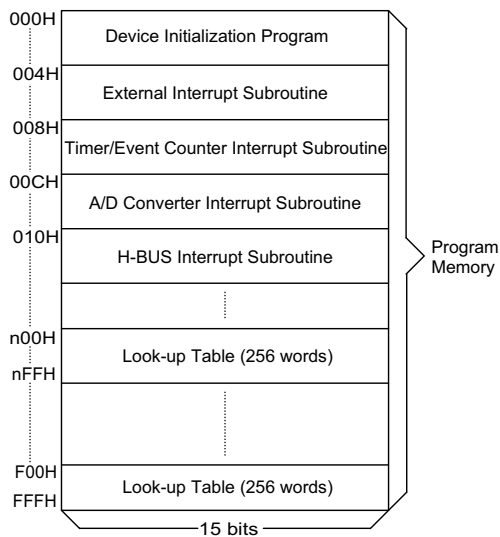 000H
Device Initialization Program
004H
External Interrupt Subroutine
008H
Timer/Event Counter Interrupt Subroutine
00CH
A/D Converter Interrupt Subroutine
010H
H-BUS Interrupt Subroutine
Program
Memory
n00H
Look-up Table (256 words)
nFFH
F00H
Look-up Table (256 words)
FFFH
15 bits